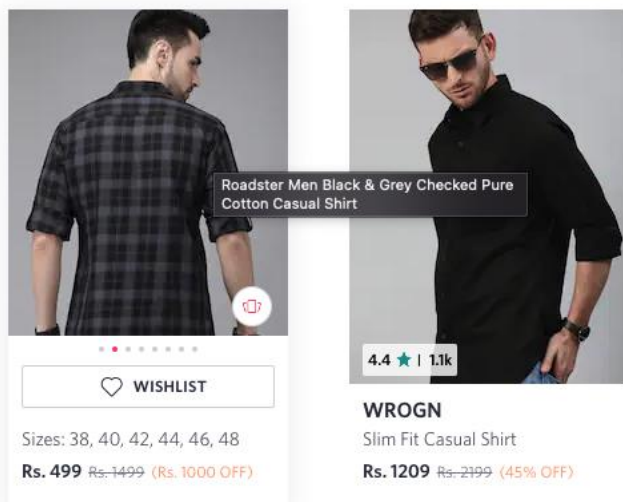 Roadster Men Black & Grey Checked Pure
Cotton Casual Shirt
WISHLIST
Sizes: 38, 40, 42, 44, 46, 48
Rs. 499 Rs. 1499 (Rs. 1000 OFF)
4.4 ★ | 1.1k
WROGN
Slim Fit Casual Shirt
Rs. 1209 Rs. 2199 (45% OFF)